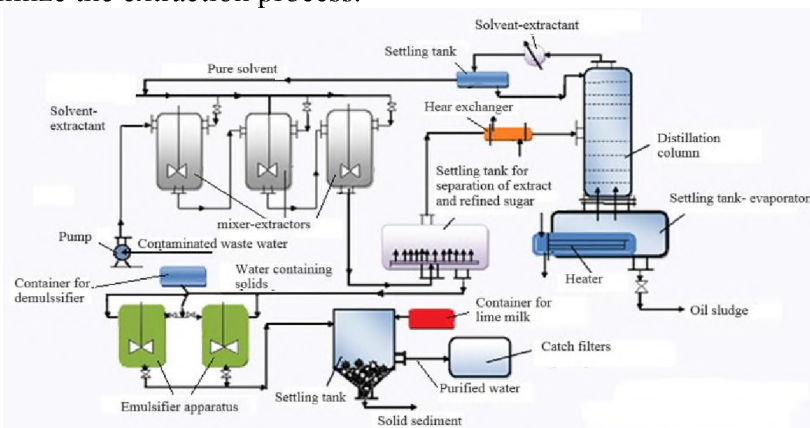 Solvent-extractant
Settling tank
Pure solvent
Solvent-
extractant
Hear exchanger
Distillation
column
Settling tank for
separation of extract
and refined sugar
Settling tank- evaporator
mixer-extractors
Pump
Contaminated waste water
Heater
Container for
demulssifier
Water containing
solids
Container for
lime milk
Oil sludge
Catch filters
Settling
tank
Purified water
Emulsifier apparatus
Solid sediment